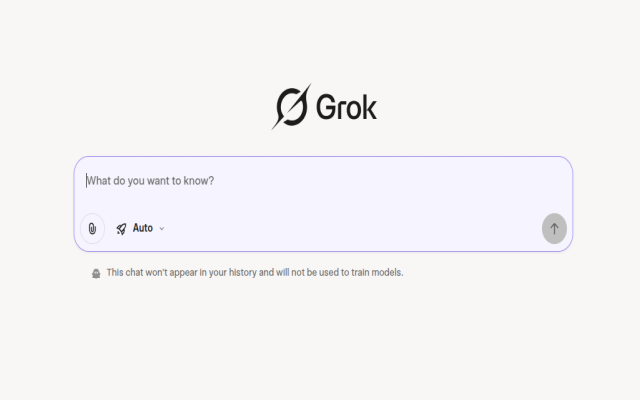 Grok
What do you want to know?
Auto
This chat won't appear in your history and will not be used to train models.